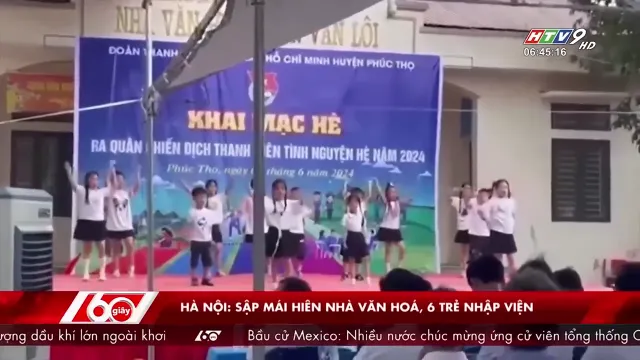 NHÀ VĂN VĂN LÔI
HTV9 HD
06:45:16
ĐOÀN THANH HỒ CHÍ MINH HUYỆN PHÚC THỌ
KHAI MẠC HÈ
RA QUÂN CHIẾN DỊCH THANH NIÊN TÌNH NGUYỆN HÈ NĂM 2024
Phúc Thọ, ngày 6 năm 2024
60 giây
HÀ NỘI: SẬP MÁI HIÊN NHÀ VĂN HOÁ, 6 TRẺ NHẬP VIỆN
ượng dầu khí lớn ngoài khơi 60 giây Bầu cử Mexico: Nhiều nước chúc mừng ứng cử viên tổng thống C